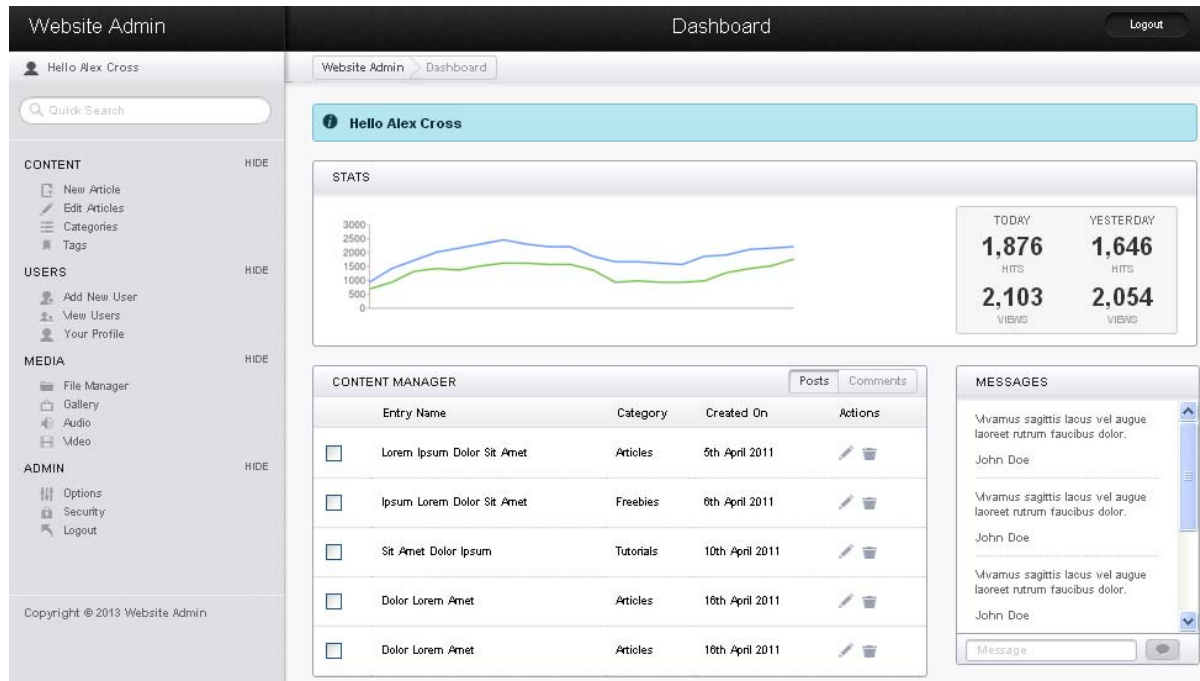 Website Admin
Dashboard
Logout
Hello Alex Cross
Quick Search
CONTENT HIDE
New Article
Edit Articles
Categories
Tags
USERS HIDE
Add New User
View Users
Your Profile
MEDIA HIDE
File Manager
Gallery
Audio
Video
ADMIN HIDE
Options
Security
Logout
Copyright © 2013 Website Admin
Website Admin Dashboard
Hello Alex Cross
STATS
3000
2500
2000
1500
1000
500
0
TODAY YESTERDAY
1,876 1,646
HITS HITS
2,103 2,054
VIEWS VIEWS
CONTENT MANAGER Posts Comments
Entry Name Category Created On Actions
Lorem Ipsum Dolor Sit Amet Articles 5th April 2011
Ipsum Lorem Dolor Sit Amet Freebies 6th April 2011
Sit Amet Dolor Ipsum Tutorials 10th April 2011
Dolor Lorem Amet Articles 16th April 2011
Dolor Lorem Amet Articles 16th April 2011
MESSAGES
Vivamus sagittis lacus vel augue
laoreet rutrum faucibus dolor.
John Doe
Vivamus sagittis lacus vel augue
laoreet rutrum faucibus dolor.
John Doe
Vivamus sagittis lacus vel augue
laoreet rutrum faucibus dolor.
John Doe
Message